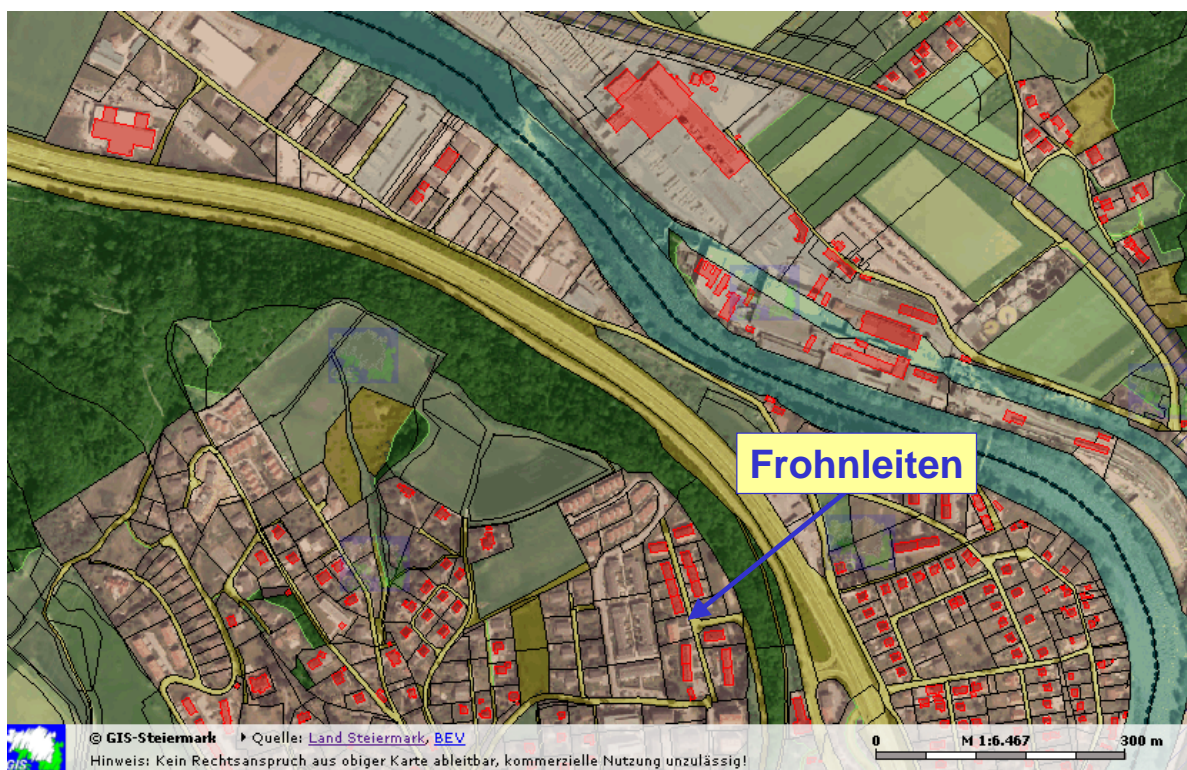 Frohnleiten
© GIS-Steiermark Quelle: Land Steiermark, BEV
0 M 1:6.467 300 m
Hinweis: Kein Rechtsanspruch aus obiger Karte ableitbar, kommerzielle Nutzung unzulässig!
GIS